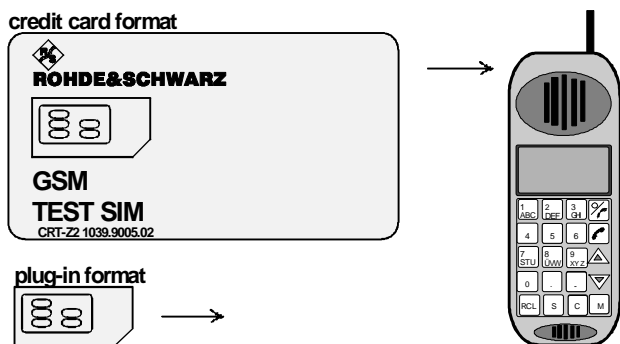 credit card format
R&S
ROHDE&SCHWARZ
GSM
TEST SIM
CRT-Z2 1039.9005.02
plug-in format
1 ABC 2 DEF 3 GHI
4 5 6
7 STU 8 ÜVW 9 XYZ
0 . -
RCL S C M